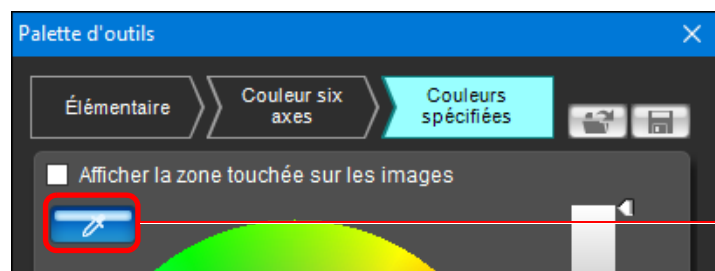 Palette d'outils
Élémentaire
Couleur six
axes
Couleurs
spécifiées
Afficher la zone touchée sur les images